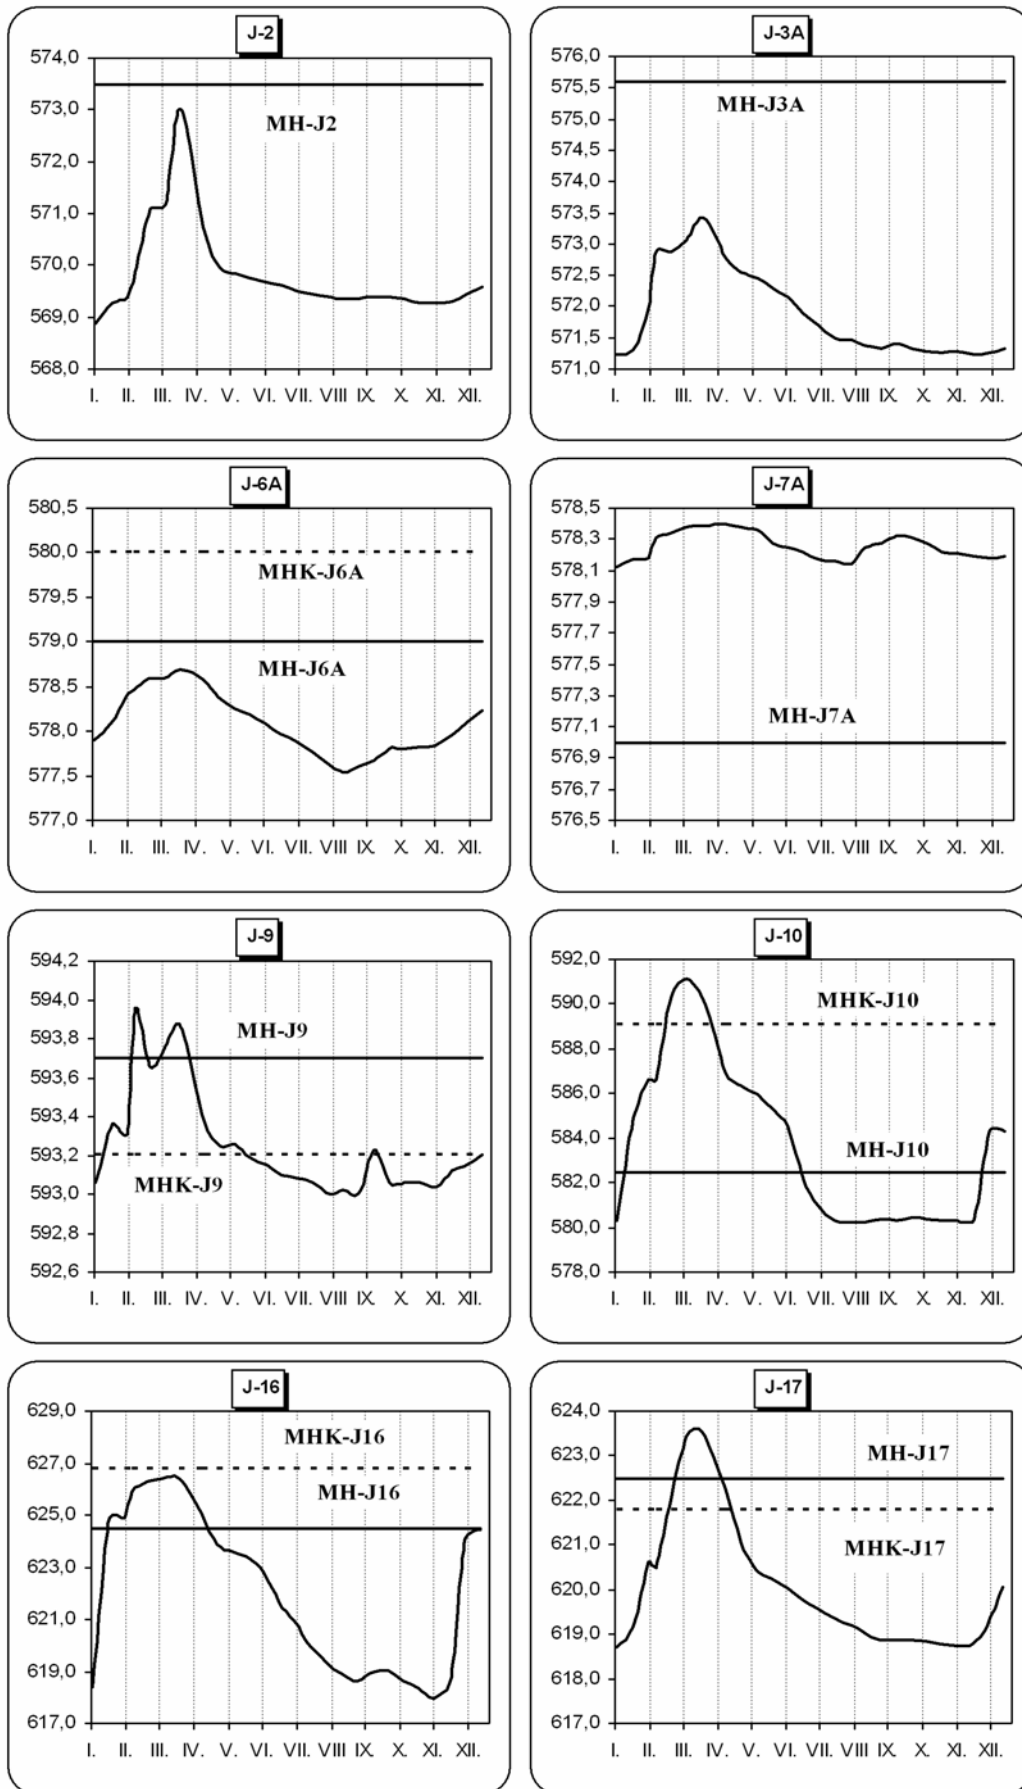 J-2
574,0
573,0
572,0
571,0
570,0
569,0
568,0
MH-J2
I. II. III. IV. V. VI. VII. VIII IX. X. XI. XII.
J-3A
576,0
575,5
575,0
574,5
574,0
573,5
573,0
572,5
572,0
571,5
571,0
MH-J3A
I. II. III. IV. V. VI. VII. VIII IX. X. XI. XII.
J-6A
580,5
580,0
579,5
579,0
578,5
578,0
577,5
577,0
MHK-J6A
MH-J6A
I. II. III. IV. V. VI. VII. VIII IX. X. XI. XII.
J-7A
578,5
578,3
578,1
577,9
577,7
577,5
577,3
577,1
576,9
576,7
576,5
MH-J7A
I. II. III. IV. V. VI. VII. VIII IX. X. XI. XII.
J-9
594,2
594,0
593,8
593,6
593,4
593,2
593,0
592,8
592,6
MH-J9
MHK-J9
I. II. III. IV. V. VI. VII. VIII IX. X. XI. XII.
J-10
592,0
590,0
588,0
586,0
584,0
582,0
580,0
578,0
MHK-J10
MH-J10
I. II. III. IV. V. VI. VII. VIII IX. X. XI. XII.
J-16
629,0
627,0
625,0
623,0
621,0
619,0
617,0
MHK-J16
MH-J16
I. II. III. IV. V. VI. VII. VIII IX. X. XI. XII.
J-17
624,0
623,0
622,0
621,0
620,0
619,0
618,0
617,0
MH-J17
MHK-J17
I. II. III. IV. V. VI. VII. VIII IX. X. XI. XII.